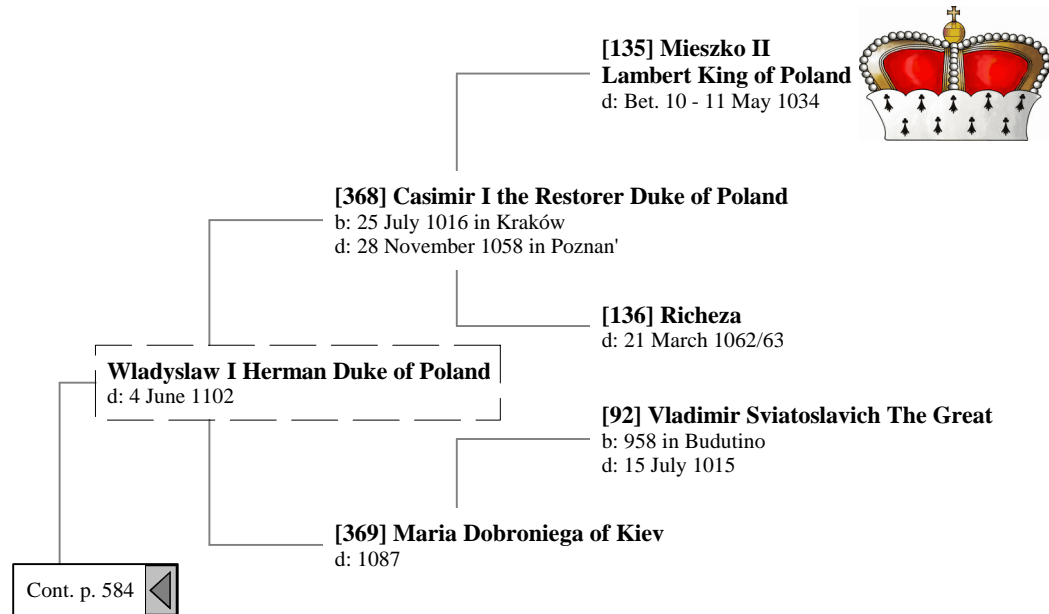 [135] Mieszko II
Lambert King of Poland
d: Bet. 10 - 11 May 1034
[368] Casimir I the Restorer Duke of Poland
b: 25 July 1016 in Kraków
d: 28 November 1058 in Poznan'
[136] Richeza
d: 21 March 1062/63
Wladyslaw I Herman Duke of Poland
d: 4 June 1102
[92] Vladimir Sviatoslavich The Great
b: 958 in Budutino
d: 15 July 1015
[369] Maria Dobroniega of Kiev
d: 1087
Cont. p. 584